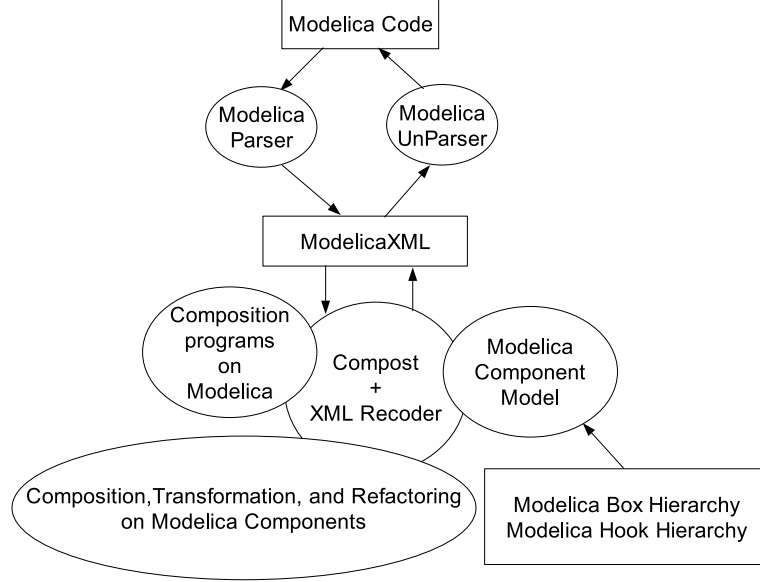 Modelica Code
Modelica
Parser
Modelica
UnParser
ModelicaXML
Composition
programs
on
Modelica
Compost
+
XML Recoder
Modelica
Component
Model
Composition,Transformation, and Refactoring
on Modelica Components
Modelica Box Hierarchy
Modelica Hook Hierarchy